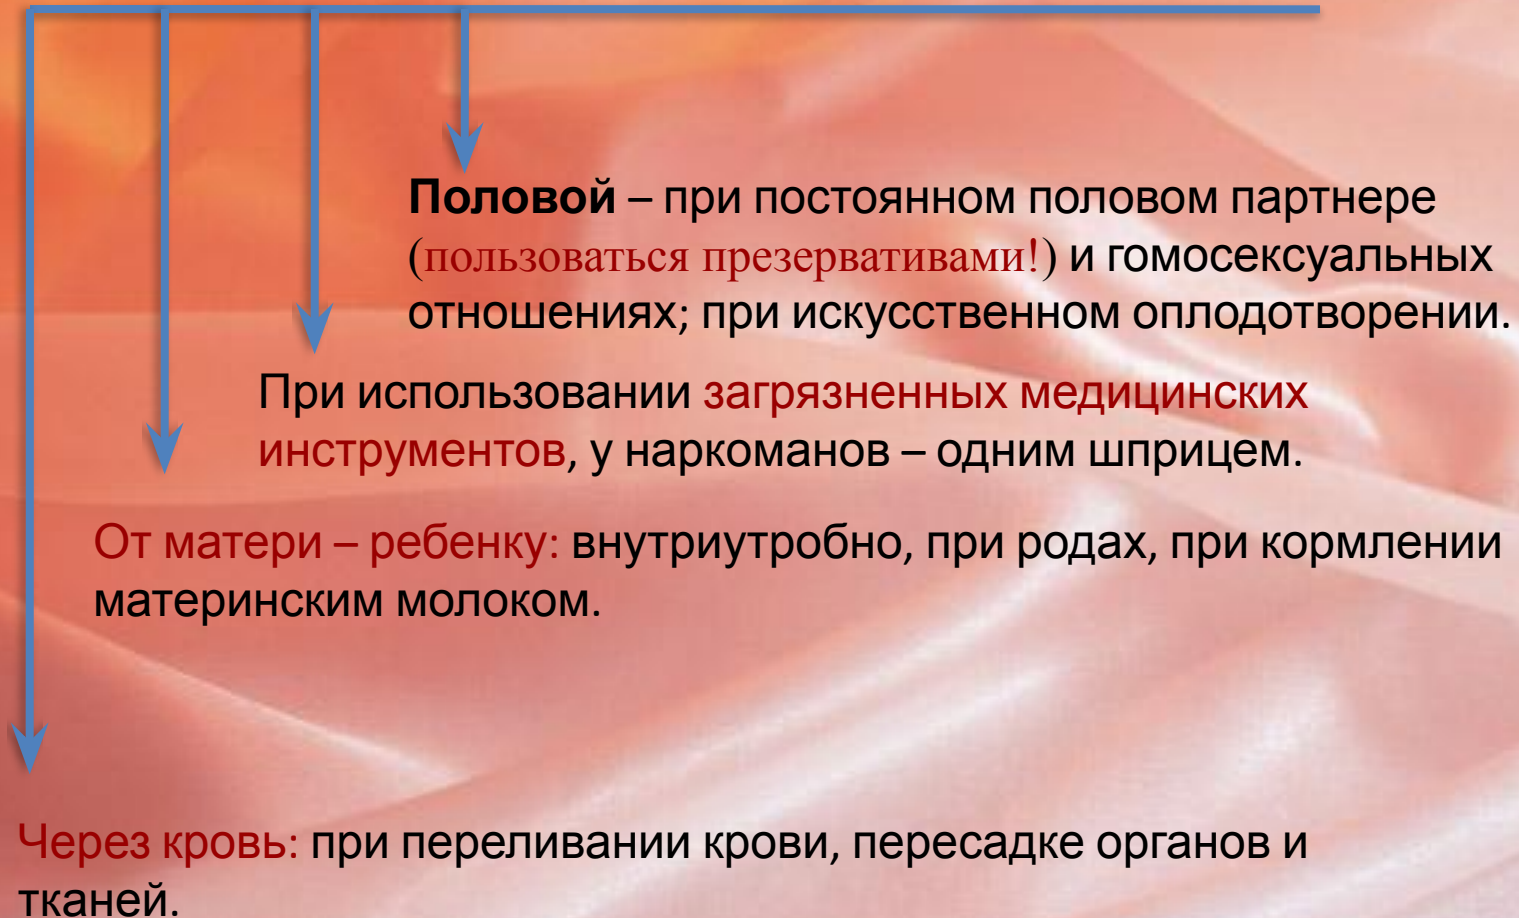 Половой – при постоянном половом партнере
(пользоваться презервативами!) и гомосексуальных
отношениях; при искусственном оплодотворении.
При использовании загрязненных медицинских
инструментов, у наркоманов – одним шприцем.
От матери – ребенку: внутриутробно, при родах, при кормлении
материнским молоком.
Через кровь: при переливании крови, пересадке органов и
тканей.